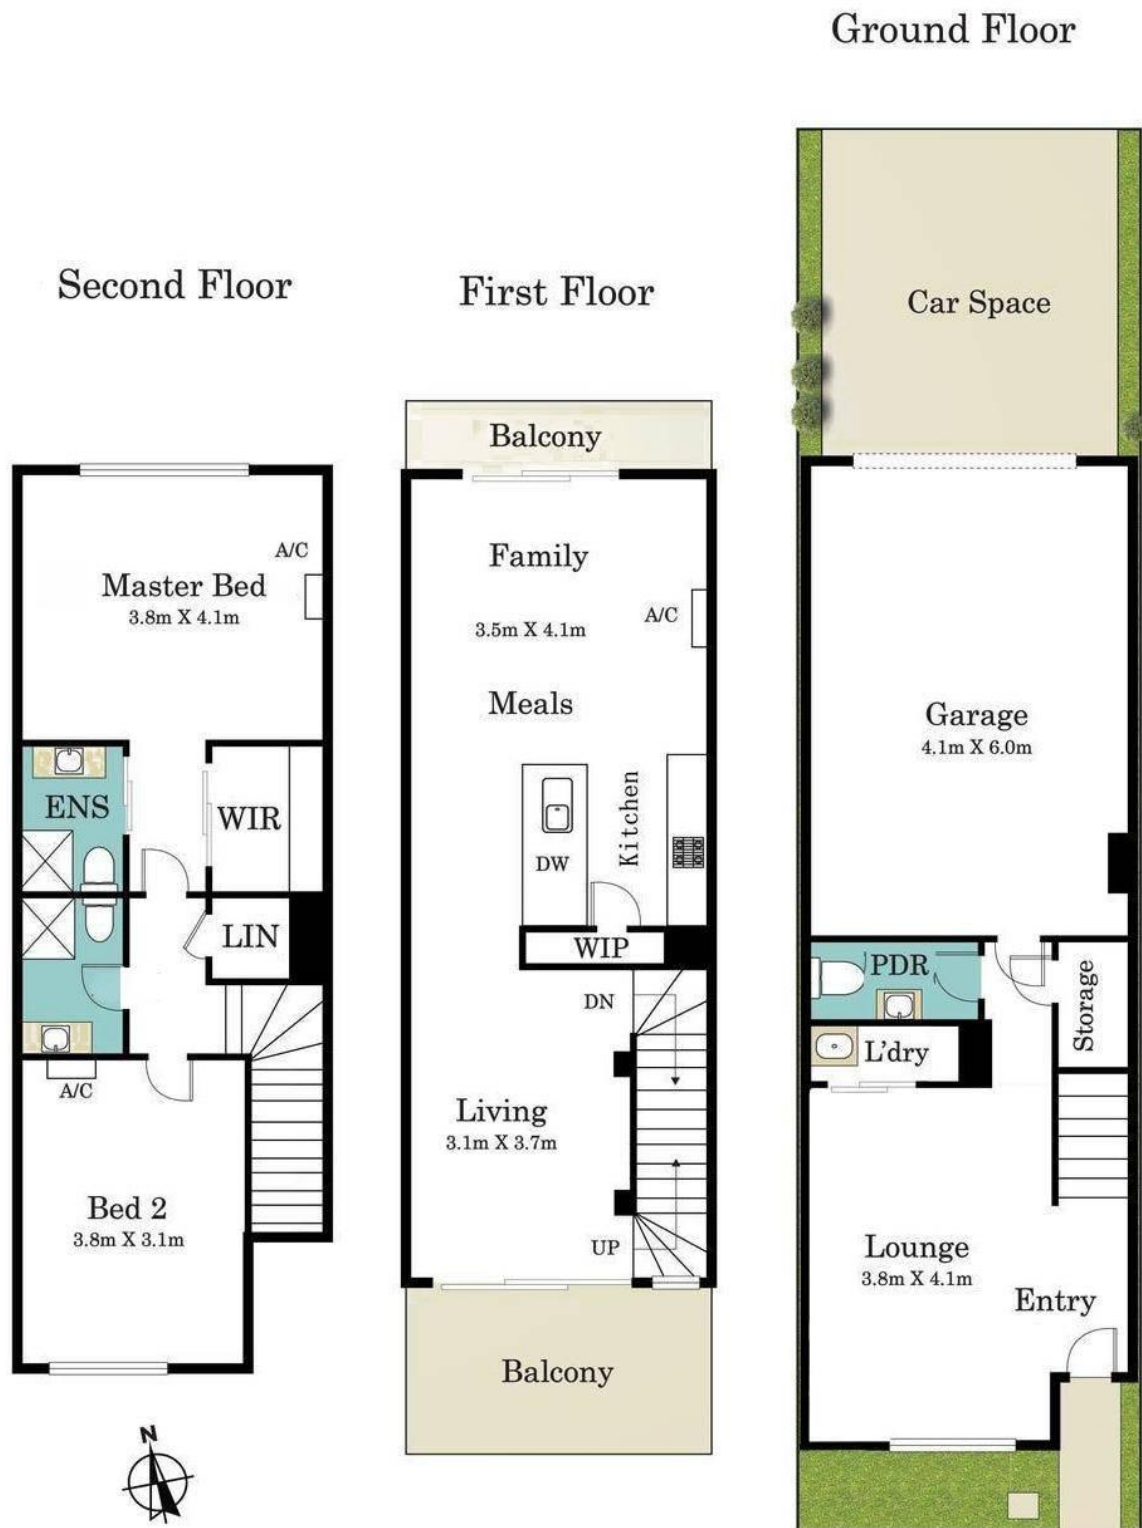 Ground Floor
Car Space
Garage
4.1m X 6.0m
PDR
Storage
L'dry
Lounge
3.8m X 4.1m
Entry
First Floor
Balcony
Family
3.5m X 4.1m
A/C
Meals
Kitchen
DW
WIP
DN
Living
3.1m X 3.7m
UP
Balcony
Second Floor
A/C
Master Bed
3.8m X 4.1m
ENS
WIR
LIN
A/C
Bed 2
3.8m X 3.1m
N